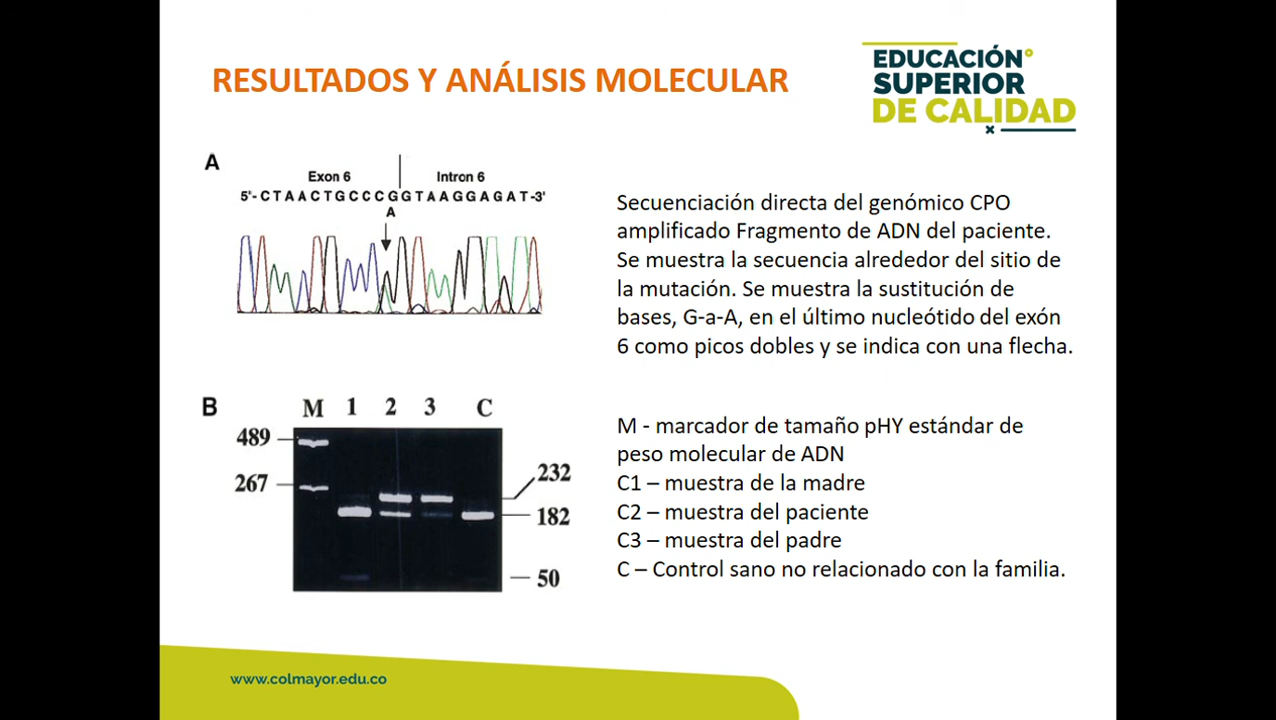 RESULTADOS Y ANÁLISIS MOLECULAR
EDUCACIÓN
SUPERIOR
DE CALIDAD
A
Exon 6 Intron 6
5'-CTAACTGCCCGGTAAGGAGAT-3'
A
Secuenciación directa del genómico CPO
amplificado Fragmento de ADN del paciente.
Se muestra la secuencia alrededor del sitio de
la mutación. Se muestra la sustitución de
bases, G-a-A, en el último nucleótido del exón
6 como picos dobles y se indica con una flecha.
B
M 1 2 3 C
489
267
232
182
50
M - marcador de tamaño pHY estándar de
peso molecular de ADN
C1 – muestra de la madre
C2 – muestra del paciente
C3 – muestra del padre
C – Control sano no relacionado con la familia.
www.colmayor.edu.co